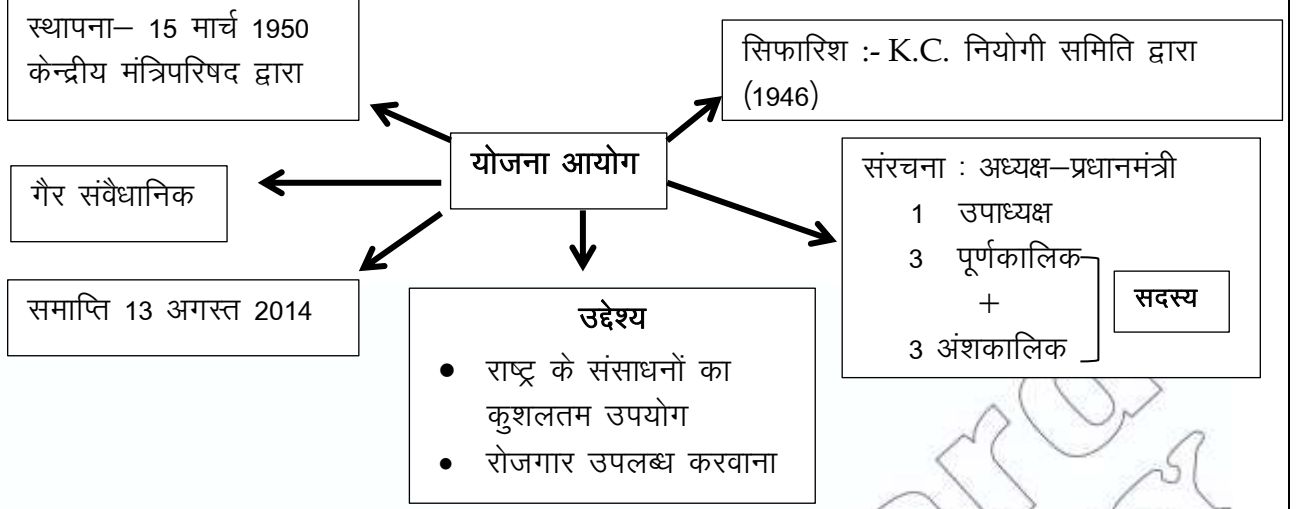 स्थापना– 15 मार्च 1950
केन्द्रीय मंत्रिपरिषद द्वारा
सिफारिश :- K.C. नियोगी समिति द्वारा
(1946)
योजना आयोग
गैर संवैधानिक
संरचना : अध्यक्ष–प्रधानमंत्री
1 उपाध्यक्ष
3 पूर्णकालिक
+
3 अंशकालिक
सदस्य
समाप्ति 13 अगस्त 2014
उद्देश्य
• राष्ट्र के संसाधनों का
कुशलतम उपयोग
• रोजगार उपलब्ध करवाना